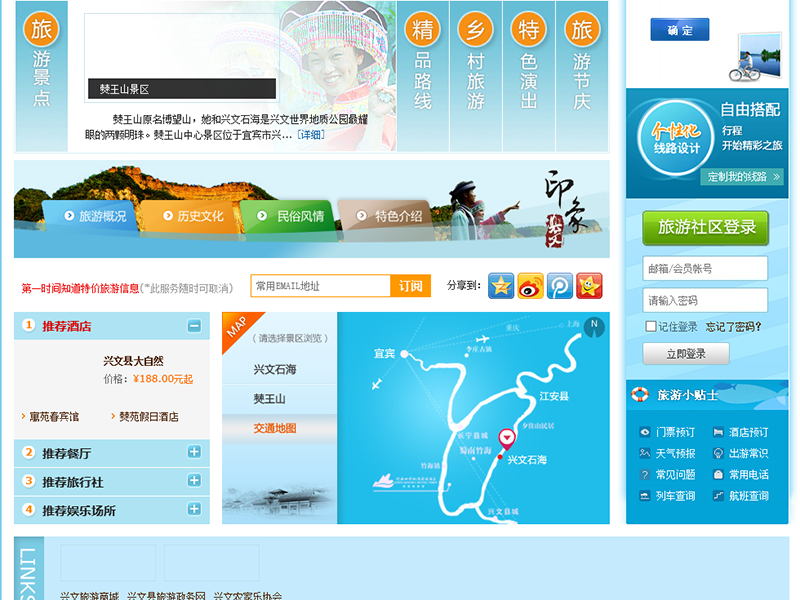 旅游景点
僰王山景区
僰王山原名博望山，她和兴文石海是兴文世界地质公园最耀
眼的两颗明珠。僰王山中心景区位于宜宾市兴... [详细]
精品路线
乡村旅游
特色演出
旅游节庆
确 定
自由搭配
行程
开始精彩之旅
个性化
线路设计
定制我的线路 »
旅游概况
历史文化
民俗风情
特色介绍
印象
兴文
旅游社区登录
邮箱/会员帐号
请输入密码
记住登录 忘记了密码?
立即登录
第一时间知道特价旅游信息(*此服务随时可取消)
常用EMAIL地址
订阅
分享到：
1 推荐酒店
兴文县大自然
价格：¥188.00元起
寓苑春宾馆
僰苑假日酒店
2 推荐餐厅
3 推荐旅行社
4 推荐娱乐场所
MAP
( 请选择景区浏览 )
兴文石海
僰王山
交通地图
N
上海
重庆
宜宾
李庄古镇
江安县
夕佳山民居
长宁县城
蜀南竹海
兴文石海
竹海镇
兴文县城
旅游小贴士
门票预订
酒店预订
天气预报
出游常识
常见问题
常用电话
列车查询
航班查询
LINKS
兴文旅游商城
兴文县旅游政务网
兴文农家乐协会